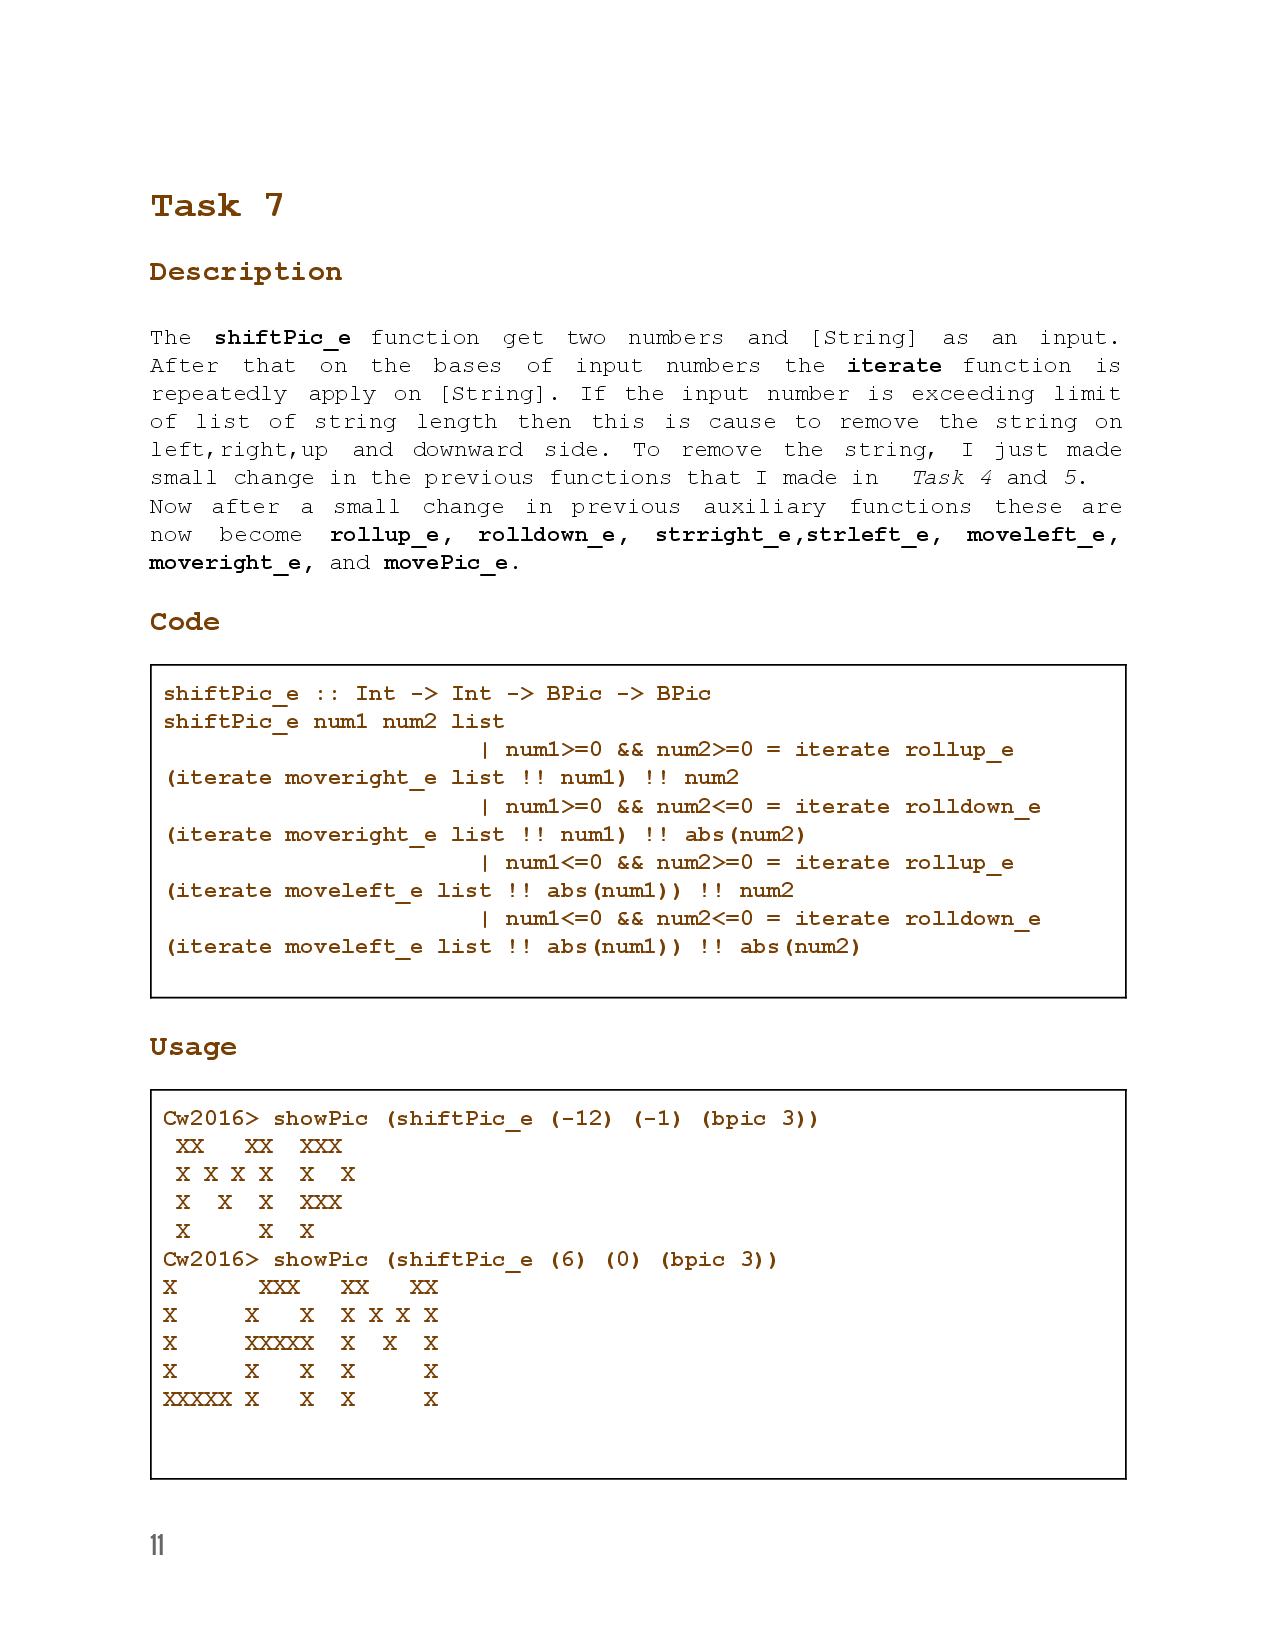 Task 7
Description
The shiftPic_e function get two numbers and [String] as an input.
After that on the bases of input numbers the iterate function is
repeatedly apply on [String]. If the input number is exceeding limit
of list of string length then this is cause to remove the string on
left,right,up and downward side. To remove the string, I just made
small change in the previous functions that I made in  Task 4 and 5.
Now after a small change in previous auxiliary functions these are
now become rollup_e, rolldown_e, strright_e,strleft_e, moveleft_e,
moveright_e, and movePic_e.
Code
shiftPic_e :: Int -> Int -> BPic -> BPic
shiftPic_e num1 num2 list
                       | num1>=0 && num2>=0 = iterate rollup_e
(iterate moveright_e list !! num1) !! num2
                       | num1>=0 && num2<=0 = iterate rolldown_e
(iterate moveright_e list !! num1) !! abs(num2)
                       | num1<=0 && num2>=0 = iterate rollup_e
(iterate moveleft_e list !! abs(num1)) !! num2
                       | num1<=0 && num2<=0 = iterate rolldown_e
(iterate moveleft_e list !! abs(num1)) !! abs(num2)
Usage
Cw2016> showPic (shiftPic_e (-12) (-1) (bpic 3))
 XX   XX  XXX
 X X X X  X  X
 X  X  X  XXX
 X     X  X
Cw2016> showPic (shiftPic_e (6) (0) (bpic 3))
X      XXX   XX   XX
X     X   X  X X X X
X     XXXXX  X  X  X
X     X   X  X     X
XXXXX X   X  X     X
11